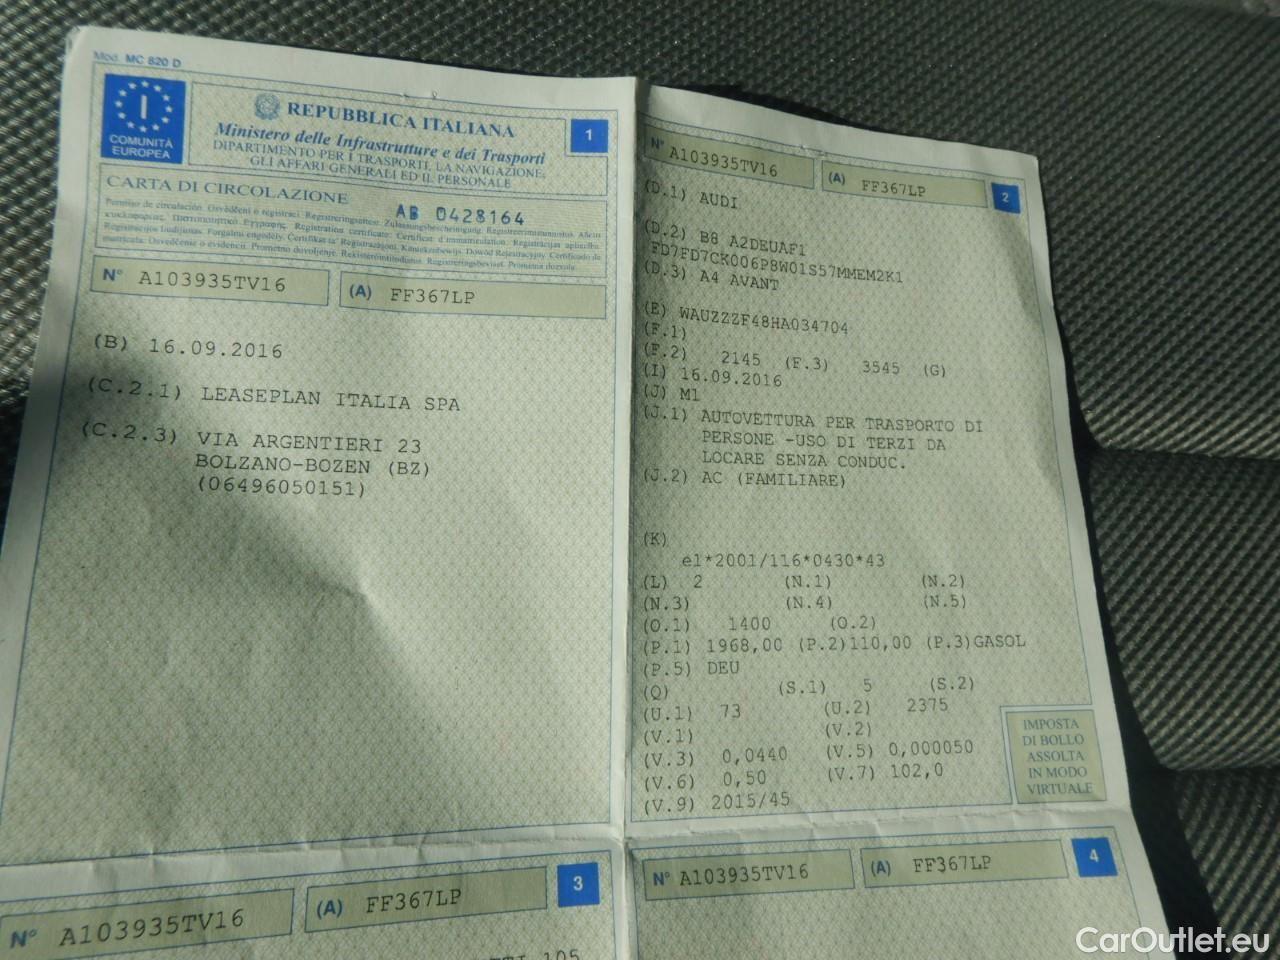 Mod. MC 820 D
I
COMUNITÀ
EUROPEA
REPUBBLICA ITALIANA
Ministero delle Infrastrutture e dei Trasporti
DIPARTIMENTO PER I TRASPORTI, LA NAVIGAZIONE,
GLI AFFARI GENERALI ED IL PERSONALE
1
CARTA DI CIRCOLAZIONE AB 0428164
N° A103935TV16 (A) FF367LP
(B) 16.09.2016
(C.2.1) LEASEPLAN ITALIA SPA
(C.2.3) VIA ARGENTIERI 23
BOLZANO-BOZEN (BZ)
(06496050151)
N° A103935TV16 (A) FF367LP 2
(D.1) AUDI
(D.2) B8 A2DEUAF1
FD7FD7CK006P8W01S57MMEM2K1
(D.3) A4 AVANT
(E) WAUZZZF48HA034704
(F.1)
(F.2) 2145 (F.3) 3545 (G)
(I) 16.09.2016
(J) M1
(J.1) AUTOVETTURA PER TRASPORTO DI
PERSONE -USO DI TERZI DA
LOCARE SENZA CONDUC.
(J.2) AC (FAMILIARE)
(K)
e1*2001/116*0430*43
(L) 2 (N.1) (N.2)
(N.3) (N.4) (N.5)
(O.1) 1400 (O.2)
(P.1) 1968,00 (P.2)110,00 (P.3)GASOL
(P.5) DEU
(Q) (S.1) 5 (S.2)
(U.1) 73 (U.2) 2375
(V.1) (V.2)
(V.3) 0,0440 (V.5) 0,000050
(V.6) 0,50 (V.7) 102,0
(V.9) 2015/45
IMPOSTA
DI BOLLO
ASSOLTA
IN MODO
VIRTUALE
3
N° A103935TV16 (A) FF367LP
105
N° A103935TV16 (A) FF367LP 4
CarOutlet.eu